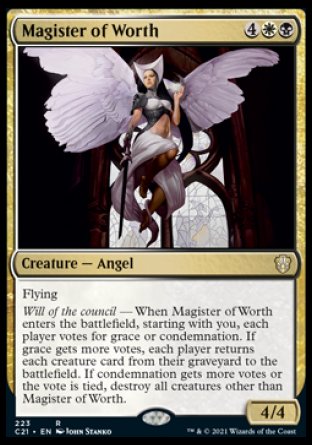 Magister of Worth 4
Creature — Angel
Flying
Will of the council — When Magister of Worth
enters the battlefield, starting with you, each
player votes for grace or condemnation. If
grace gets more votes, each player returns
each creature card from their graveyard to the
battlefield. If condemnation gets more votes or
the vote is tied, destroy all creatures other than
Magister of Worth.
4/4
223 R
C21 • EN John Stanko
™ & © 2021 Wizards of the Coast